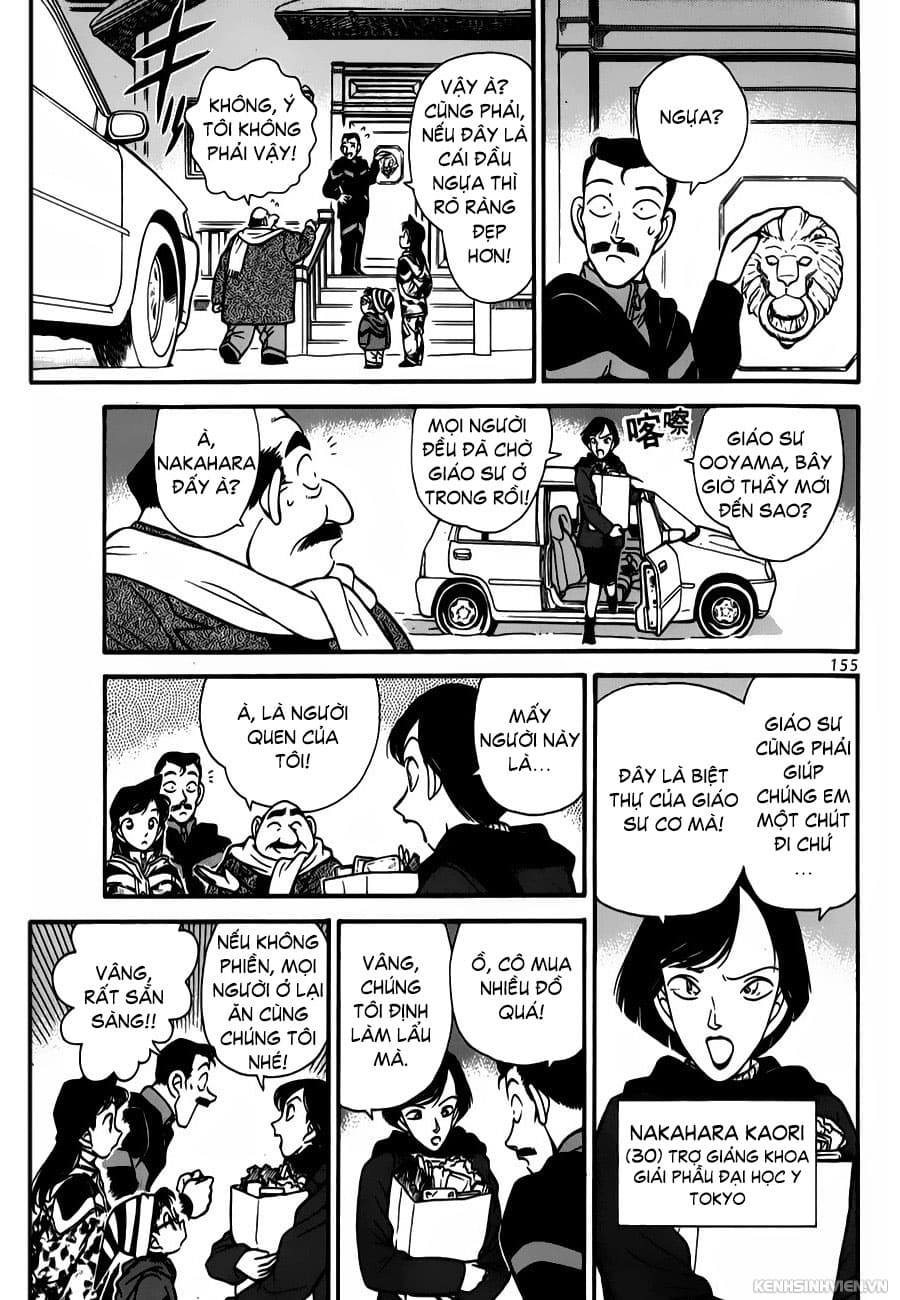 NGỰA?
VẬY À?
CŨNG PHẢI,
NẾU ĐÂY LÀ
CÁI ĐẦU
NGỰA THÌ
RÕ RÀNG
ĐẸP
HƠN!
KHÔNG, Ý
TÔI KHÔNG
PHẢI VẬY!
GIÁO SƯ
OOYAMA, BÂY
GIỜ THẦY MỚI
ĐẾN SAO?
喀嚓
MỌI NGƯỜI
ĐỀU ĐÃ CHỜ
GIÁO SƯ Ở
TRONG RỒI!
À,
NAKAHARA
ĐẤY À?
155
GIÁO SƯ
CŨNG PHẢI
GIÚP
CHÚNG EM
MỘT CHÚT
ĐI CHỨ
...
ĐÂY LÀ BIỆT
THỰ CỦA GIÁO
SƯ CƠ MÀ!
NAKAHARA KAORI
(30) TRỢ GIẢNG KHOA
GIẢI PHẪU ĐẠI HỌC Y
TOKYO
MẤY
NGƯỜI NÀY
LÀ...
À, LÀ NGƯỜI
QUEN CỦA
TÔI!
Ồ, CÔ MUA
NHIỀU ĐỒ
QUÁ!
VÂNG,
CHÚNG
TÔI ĐỊNH
LÀM LẨU
MÀ.
NẾU KHÔNG
PHIỀN, MỌI
NGƯỜI Ở LẠI
ĂN CÙNG
CHÚNG TÔI
NHÉ!
VÂNG,
RẤT SẴN
SÀNG!!
KENHSINHVIEN.VN